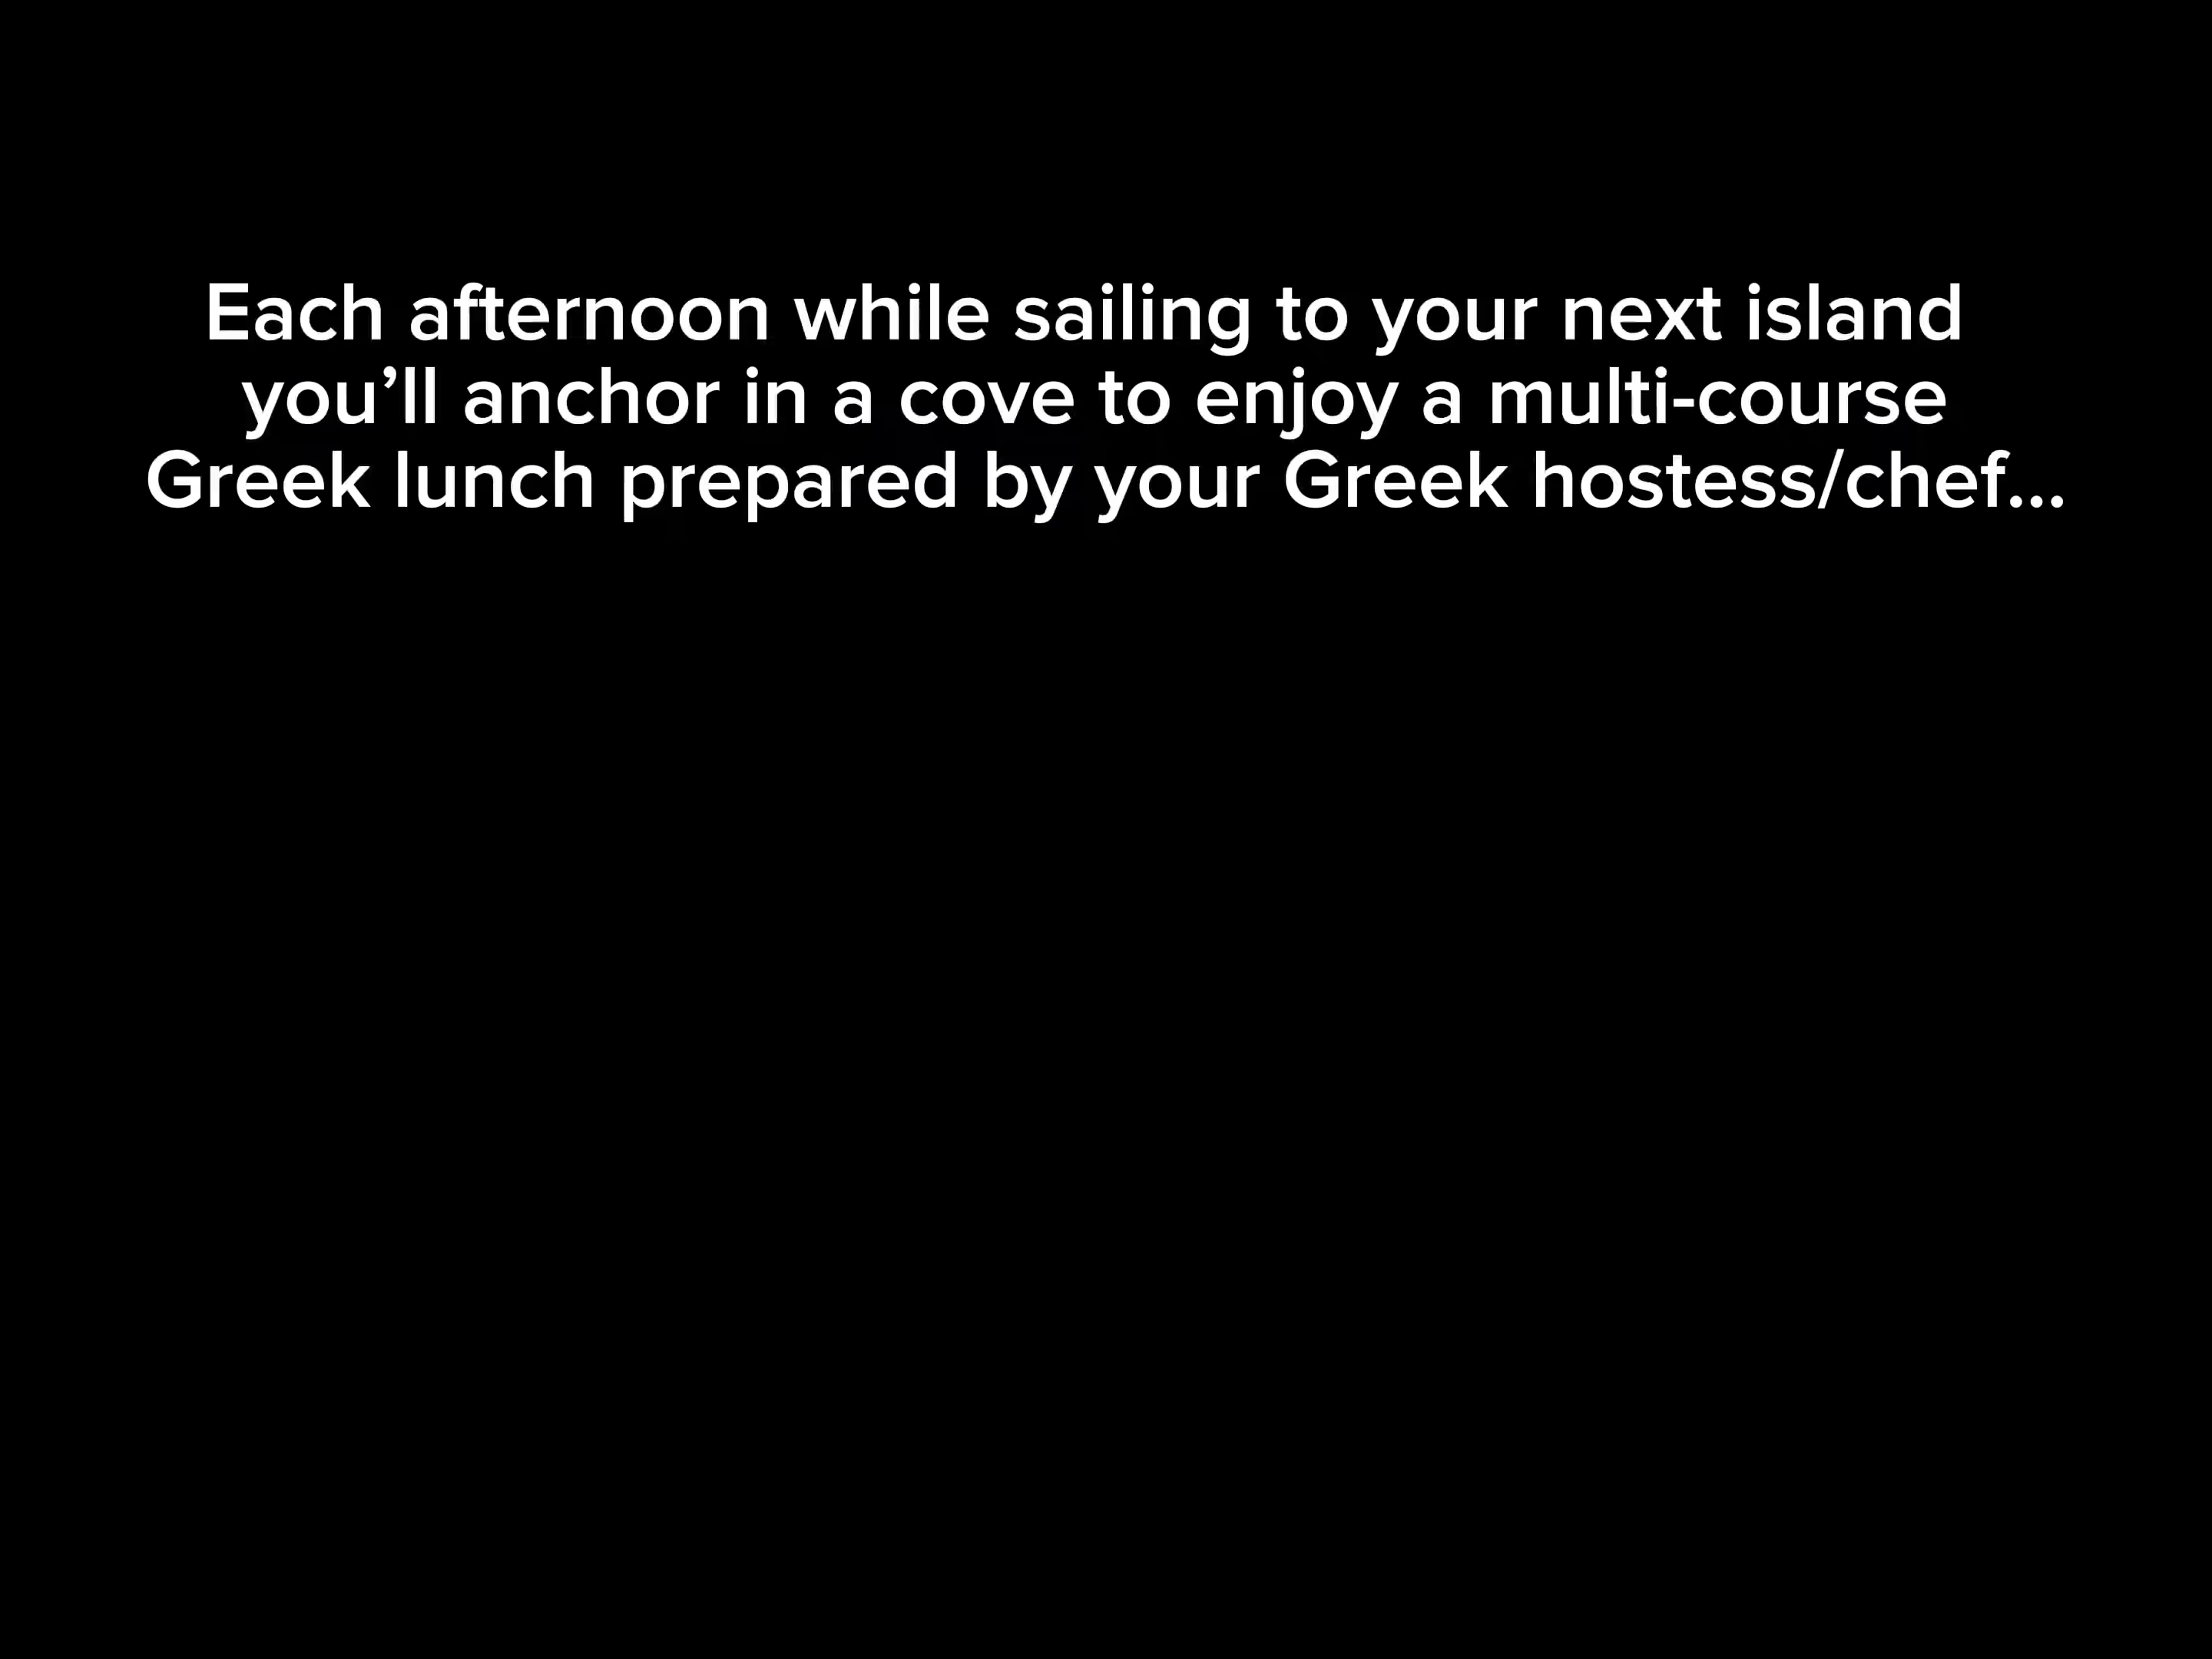 Each afternoon while sailing to your next island
you’ll anchor in a cove to enjoy a multi-course
Greek lunch prepared by your Greek hostess/chef...